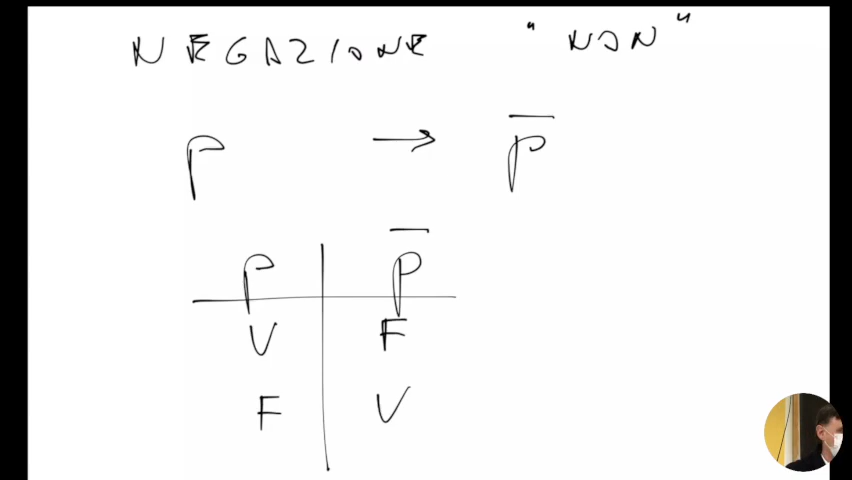 NEGAZIONE "NON"
p → p̅
p p̅
V F
F V